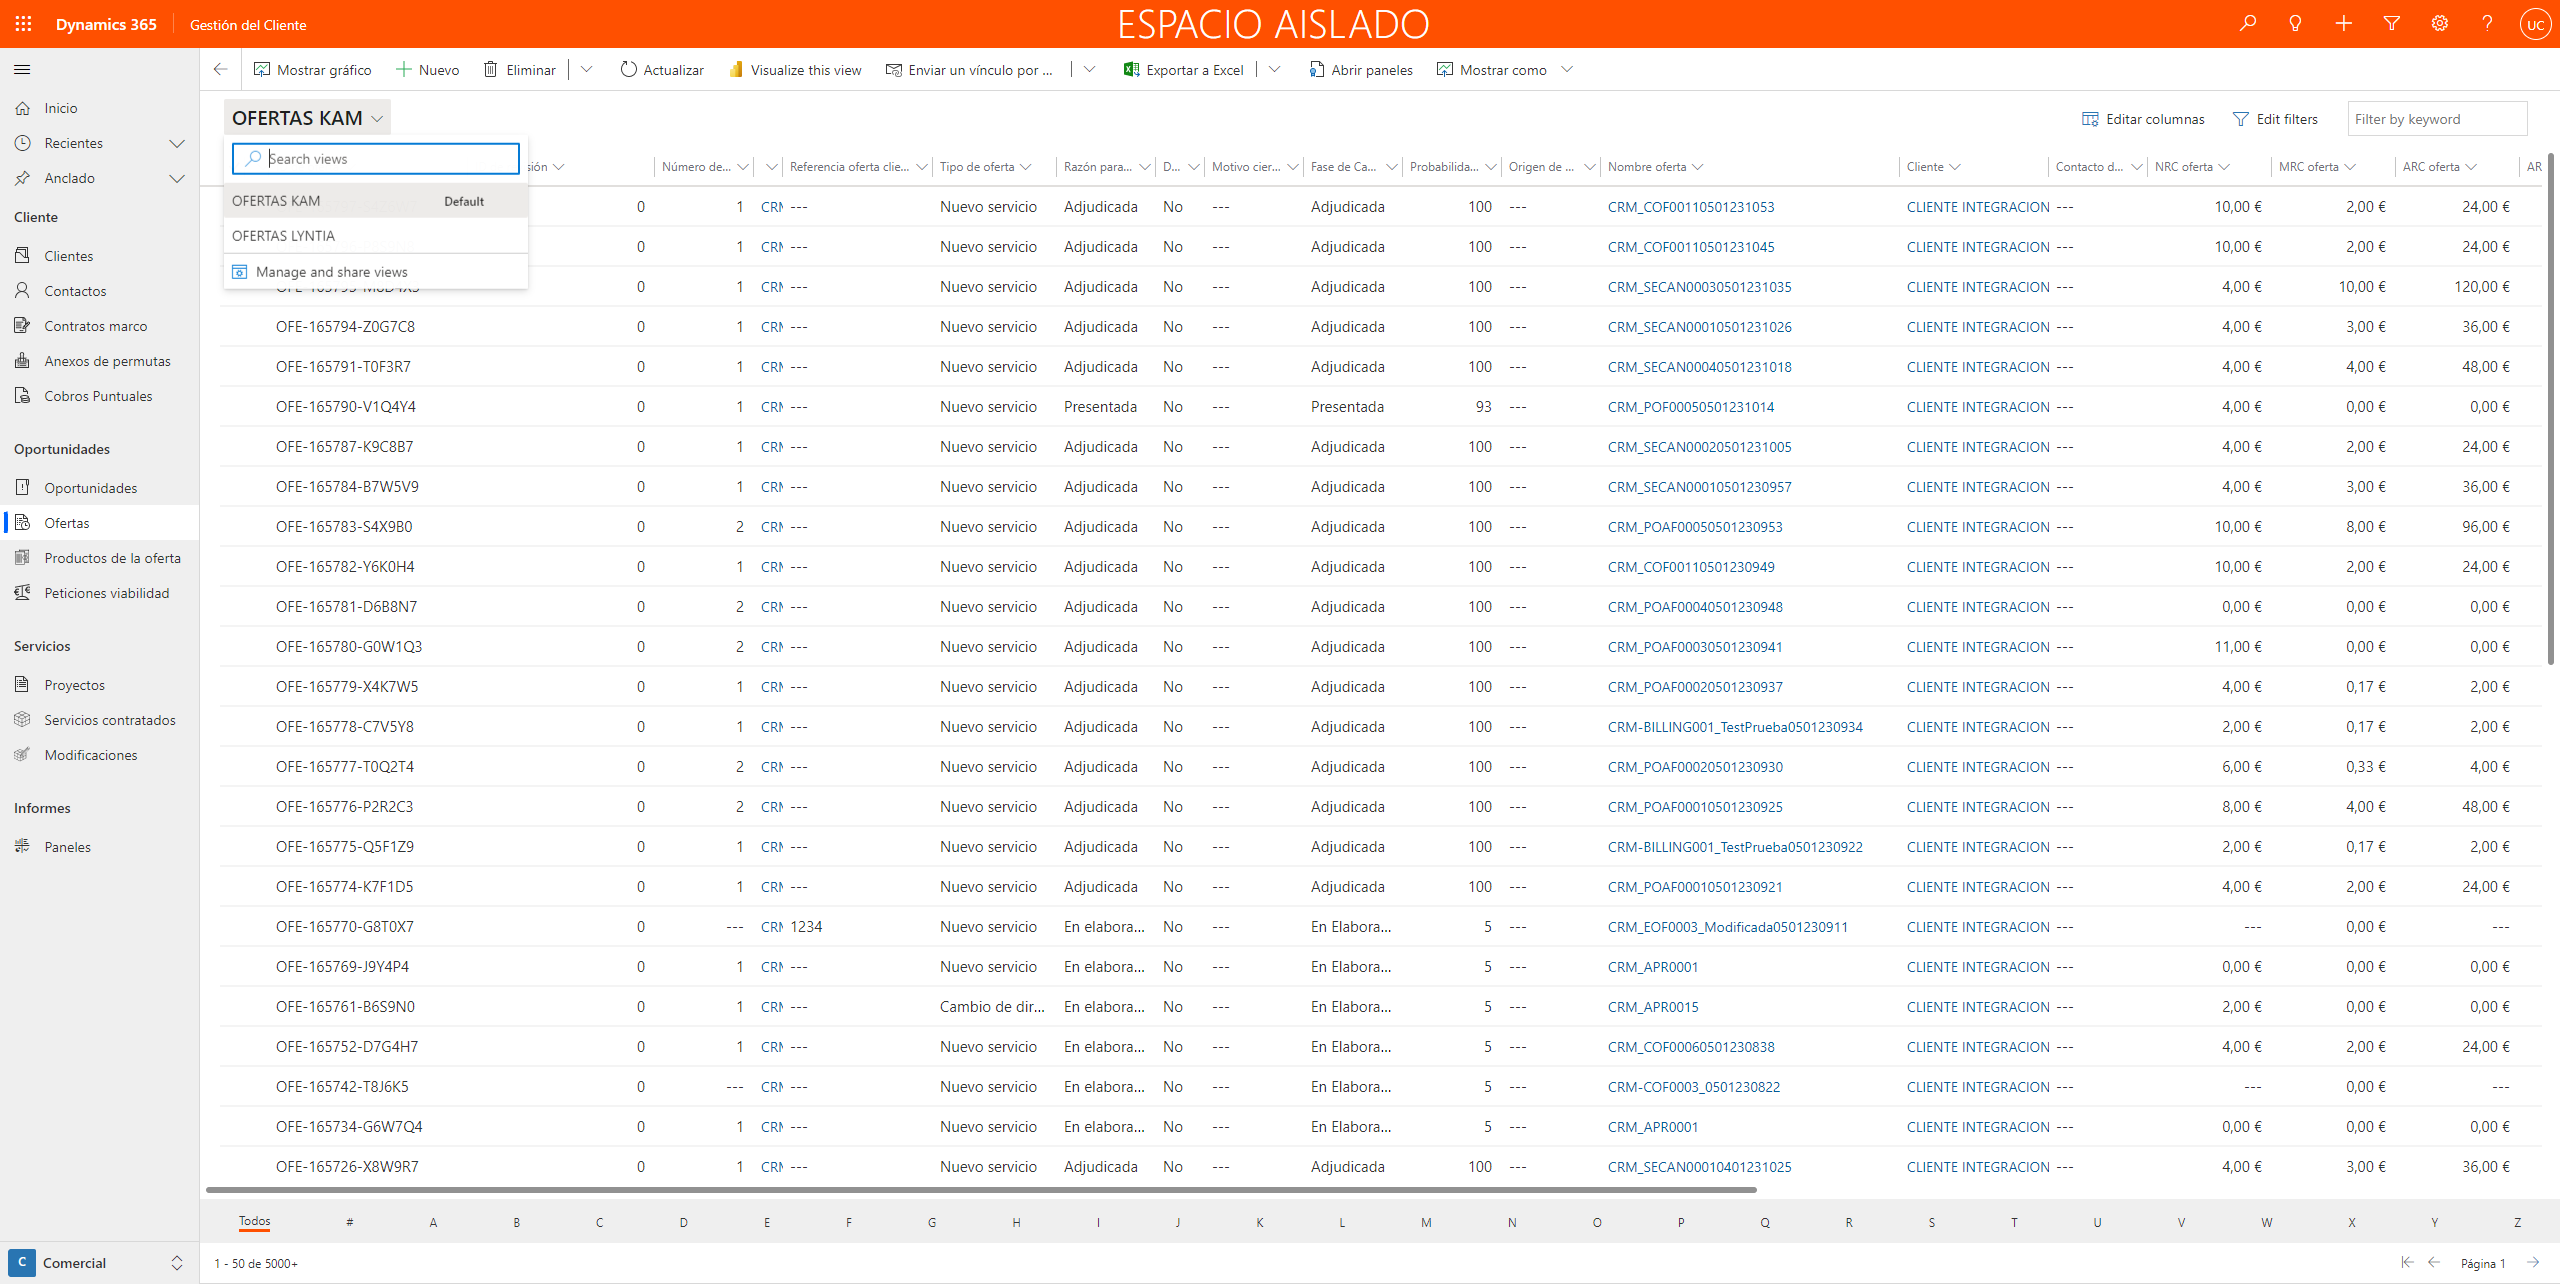 Dynamics 365 Gestión del Cliente ESPACIO AISLADO UC
Mostrar gráfico Nuevo Eliminar Actualizar Visualize this view Enviar un vínculo por ... Exportar a Excel Abrir paneles Mostrar como
Inicio
Recientes
Anclado
Cliente
Clientes
Contactos
Contratos marco
Anexos de permutas
Cobros Puntuales
Oportunidades
Oportunidades
Ofertas
Productos de la oferta
Peticiones viabilidad
Servicios
Proyectos
Servicios contratados
Modificaciones
Informes
Paneles
C Comercial
OFERTAS KAM Editar columnas Edit filters Filter by keyword
Search views
OFERTAS KAM Default
OFERTAS LYNTIA
Manage and share views
Número de... Referencia oferta clie... Tipo de oferta Razón para... D... Motivo cier... Fase de Ca... Probabilida... Origen de ... Nombre oferta Cliente Contacto d... NRC oferta MRC oferta ARC oferta AR
0 1 CRM --- Nuevo servicio Adjudicada No --- Adjudicada 100 --- CRM_COF00110501231053 CLIENTE INTEGRACION --- 10,00 € 2,00 € 24,00 €
0 1 CRM --- Nuevo servicio Adjudicada No --- Adjudicada 100 --- CRM_COF00110501231045 CLIENTE INTEGRACION --- 10,00 € 2,00 € 24,00 €
0 1 CRM --- Nuevo servicio Adjudicada No --- Adjudicada 100 --- CRM_SECAN00030501231035 CLIENTE INTEGRACION --- 4,00 € 10,00 € 120,00 €
OFE-165794-Z0G7C8 0 1 CRM --- Nuevo servicio Adjudicada No --- Adjudicada 100 --- CRM_SECAN00010501231026 CLIENTE INTEGRACION --- 4,00 € 3,00 € 36,00 €
OFE-165791-T0F3R7 0 1 CRM --- Nuevo servicio Adjudicada No --- Adjudicada 100 --- CRM_SECAN00040501231018 CLIENTE INTEGRACION --- 4,00 € 4,00 € 48,00 €
OFE-165790-V1Q4Y4 0 1 CRM --- Nuevo servicio Presentada No --- Presentada 93 --- CRM_POF00050501231014 CLIENTE INTEGRACION --- 4,00 € 0,00 € 0,00 €
OFE-165787-K9C8B7 0 1 CRM --- Nuevo servicio Adjudicada No --- Adjudicada 100 --- CRM_SECAN00020501231005 CLIENTE INTEGRACION --- 4,00 € 2,00 € 24,00 €
OFE-165784-B7W5V9 0 1 CRM --- Nuevo servicio Adjudicada No --- Adjudicada 100 --- CRM_SECAN00010501230957 CLIENTE INTEGRACION --- 4,00 € 3,00 € 36,00 €
OFE-165783-S4X9B0 0 2 CRM --- Nuevo servicio Adjudicada No --- Adjudicada 100 --- CRM_POAF00050501230953 CLIENTE INTEGRACION --- 10,00 € 8,00 € 96,00 €
OFE-165782-Y6K0H4 0 1 CRM --- Nuevo servicio Adjudicada No --- Adjudicada 100 --- CRM_COF00110501230949 CLIENTE INTEGRACION --- 10,00 € 2,00 € 24,00 €
OFE-165781-D6B8N7 0 2 CRM --- Nuevo servicio Adjudicada No --- Adjudicada 100 --- CRM_POAF00040501230948 CLIENTE INTEGRACION --- 0,00 € 0,00 € 0,00 €
OFE-165780-G0W1Q3 0 2 CRM --- Nuevo servicio Adjudicada No --- Adjudicada 100 --- CRM_POAF00030501230941 CLIENTE INTEGRACION --- 11,00 € 0,00 € 0,00 €
OFE-165779-X4K7W5 0 1 CRM --- Nuevo servicio Adjudicada No --- Adjudicada 100 --- CRM_POAF00020501230937 CLIENTE INTEGRACION --- 4,00 € 0,17 € 2,00 €
OFE-165778-C7V5Y8 0 1 CRM --- Nuevo servicio Adjudicada No --- Adjudicada 100 --- CRM-BILLING001_TestPrueba0501230934 CLIENTE INTEGRACION --- 2,00 € 0,17 € 2,00 €
OFE-165777-T0Q2T4 0 2 CRM --- Nuevo servicio Adjudicada No --- Adjudicada 100 --- CRM_POAF00020501230930 CLIENTE INTEGRACION --- 6,00 € 0,33 € 4,00 €
OFE-165776-P2R2C3 0 2 CRM --- Nuevo servicio Adjudicada No --- Adjudicada 100 --- CRM_POAF00010501230925 CLIENTE INTEGRACION --- 8,00 € 4,00 € 48,00 €
OFE-165775-Q5F1Z9 0 1 CRM --- Nuevo servicio Adjudicada No --- Adjudicada 100 --- CRM-BILLING001_TestPrueba0501230922 CLIENTE INTEGRACION --- 2,00 € 0,17 € 2,00 €
OFE-165774-K7F1D5 0 1 CRM --- Nuevo servicio Adjudicada No --- Adjudicada 100 --- CRM_POAF00010501230921 CLIENTE INTEGRACION --- 4,00 € 2,00 € 24,00 €
OFE-165770-G8T0X7 0 --- CRM 1234 Nuevo servicio En elabora... No --- En Elabora... 5 --- CRM_EOF0003_Modificada0501230911 CLIENTE INTEGRACION --- --- 0,00 € ---
OFE-165769-J9Y4P4 0 1 CRM --- Nuevo servicio En elabora... No --- En Elabora... 5 --- CRM_APR0001 CLIENTE INTEGRACION --- 0,00 € 0,00 € 0,00 €
OFE-165761-B6S9N0 0 1 CRM --- Cambio de dir... En elabora... No --- En Elabora... 5 --- CRM_APR0015 CLIENTE INTEGRACION --- 2,00 € 0,00 € 0,00 €
OFE-165752-D7G4H7 0 1 CRM --- Nuevo servicio En elabora... No --- En Elabora... 5 --- CRM_COF00060501230838 CLIENTE INTEGRACION --- 4,00 € 2,00 € 24,00 €
OFE-165742-T8J6K5 0 --- CRM --- Nuevo servicio En elabora... No --- En Elabora... 5 --- CRM-COF0003_0501230822 CLIENTE INTEGRACION --- --- 0,00 € ---
OFE-165734-G6W7Q4 0 1 CRM --- Nuevo servicio En elabora... No --- En Elabora... 5 --- CRM_APR0001 CLIENTE INTEGRACION --- 0,00 € 0,00 € 0,00 €
OFE-165726-X8W9R7 0 1 CRM --- Nuevo servicio Adjudicada No --- Adjudicada 100 --- CRM_SECAN00010401231025 CLIENTE INTEGRACION --- 4,00 € 3,00 € 36,00 €
Todos # A B C D E F G H I J K L M N O P Q R S T U V W X Y Z
1 - 50 de 5000+ Página 1